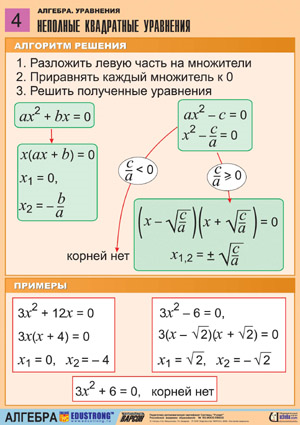 4
АЛГЕБРА. Уравнения
НЕПОЛНЫЕ КВАДРАТНЫЕ УРАВНЕНИЯ
АЛГОРИТМ РЕШЕНИЯ
1. Разложить левую часть на множители
2. Приравнять каждый множитель к 0
3. Решить полученные уравнения
ax² + bx = 0
x(ax + b) = 0
x₁ = 0,
x₂ = − b/a
ax² − c = 0
x² − c/a = 0
c/a < 0
c/a ⩾ 0
корней нет
(x − √(c/a))(x + √(c/a)) = 0
x₁,₂ = ± √(c/a)
ПРИМЕРЫ
3x² + 12x = 0
3x(x + 4) = 0
x₁ = 0, x₂ = − 4
3x² − 6 = 0,
3(x − √2)(x + √2) = 0
x₁ = √2, x₂ = −√2
3x² + 6 = 0, корней нет
АЛГЕБРА EDUSTRONG